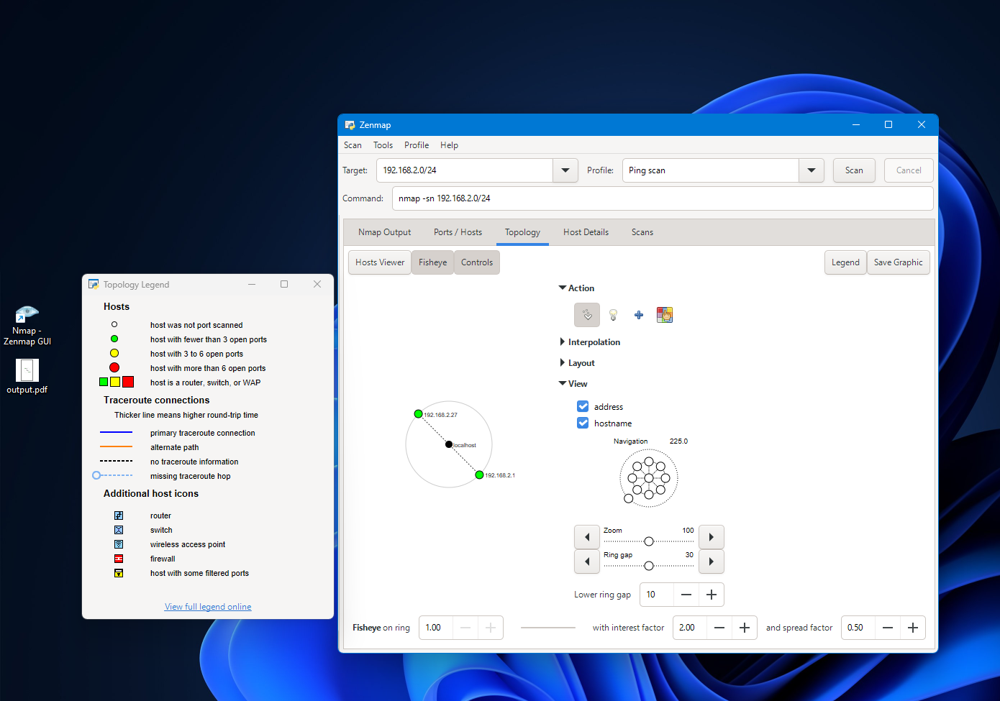 Zenmap
Scan Tools Profile Help
Target: 192.168.2.0/24 Profile: Ping scan Scan Cancel
Command: nmap -sn 192.168.2.0/24
Nmap Output Ports / Hosts Topology Host Details Scans
Hosts Viewer Fisheye Controls Legend Save Graphic
Action
Interpolation
Layout
View
address
hostname
Navigation 225.0
Zoom 100
Ring gap 30
Lower ring gap 10
192.168.2.27
localhost
192.168.2.1
Fisheye on ring 1.00 with interest factor 2.00 and spread factor 0.50
Topology Legend
Hosts
host was not port scanned
host with fewer than 3 open ports
host with 3 to 6 open ports
host with more than 6 open ports
host is a router, switch, or WAP
Traceroute connections
Thicker line means higher round-trip time
primary traceroute connection
alternate path
no traceroute information
missing traceroute hop
Additional host icons
router
switch
wireless access point
firewall
host with some filtered ports
View full legend online
Nmap -
Zenmap GUI
output.pdf